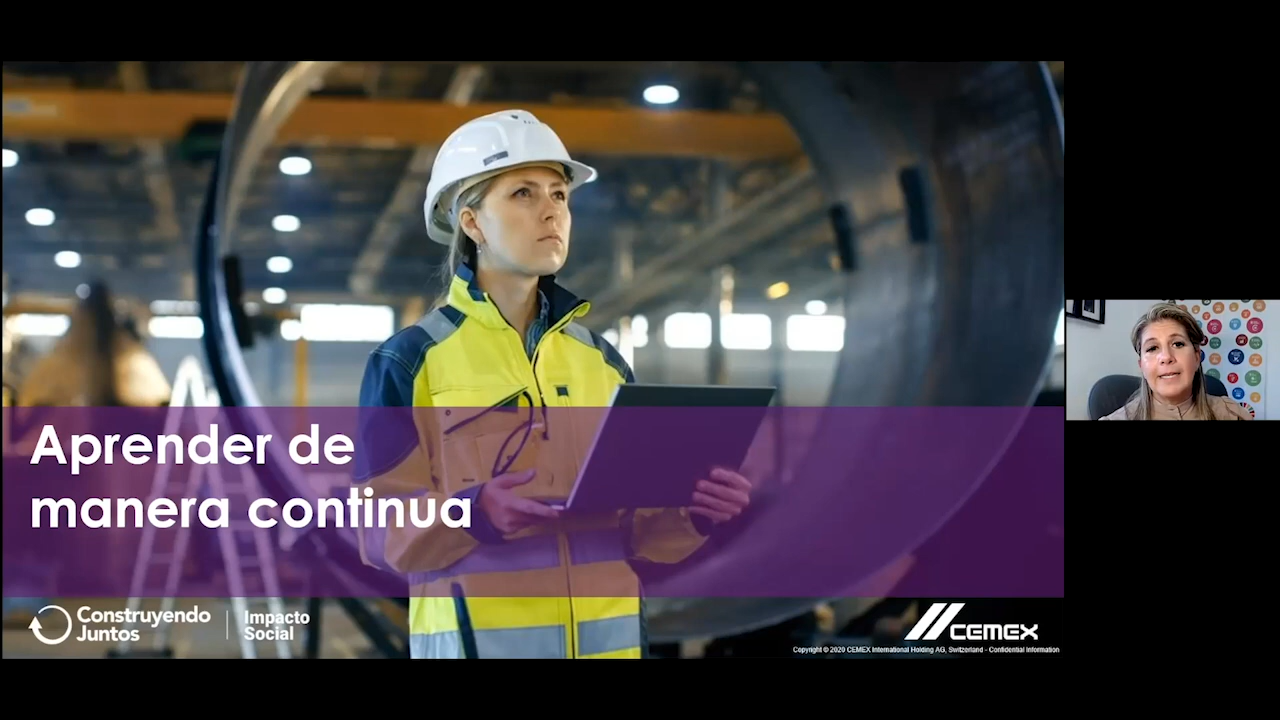 Aprender de
manera continua
Construyendo
Juntos
Impacto
Social
CEMEX
Copyright © 2020 CEMEX International Holding AG, Switzerland - Confidential Information